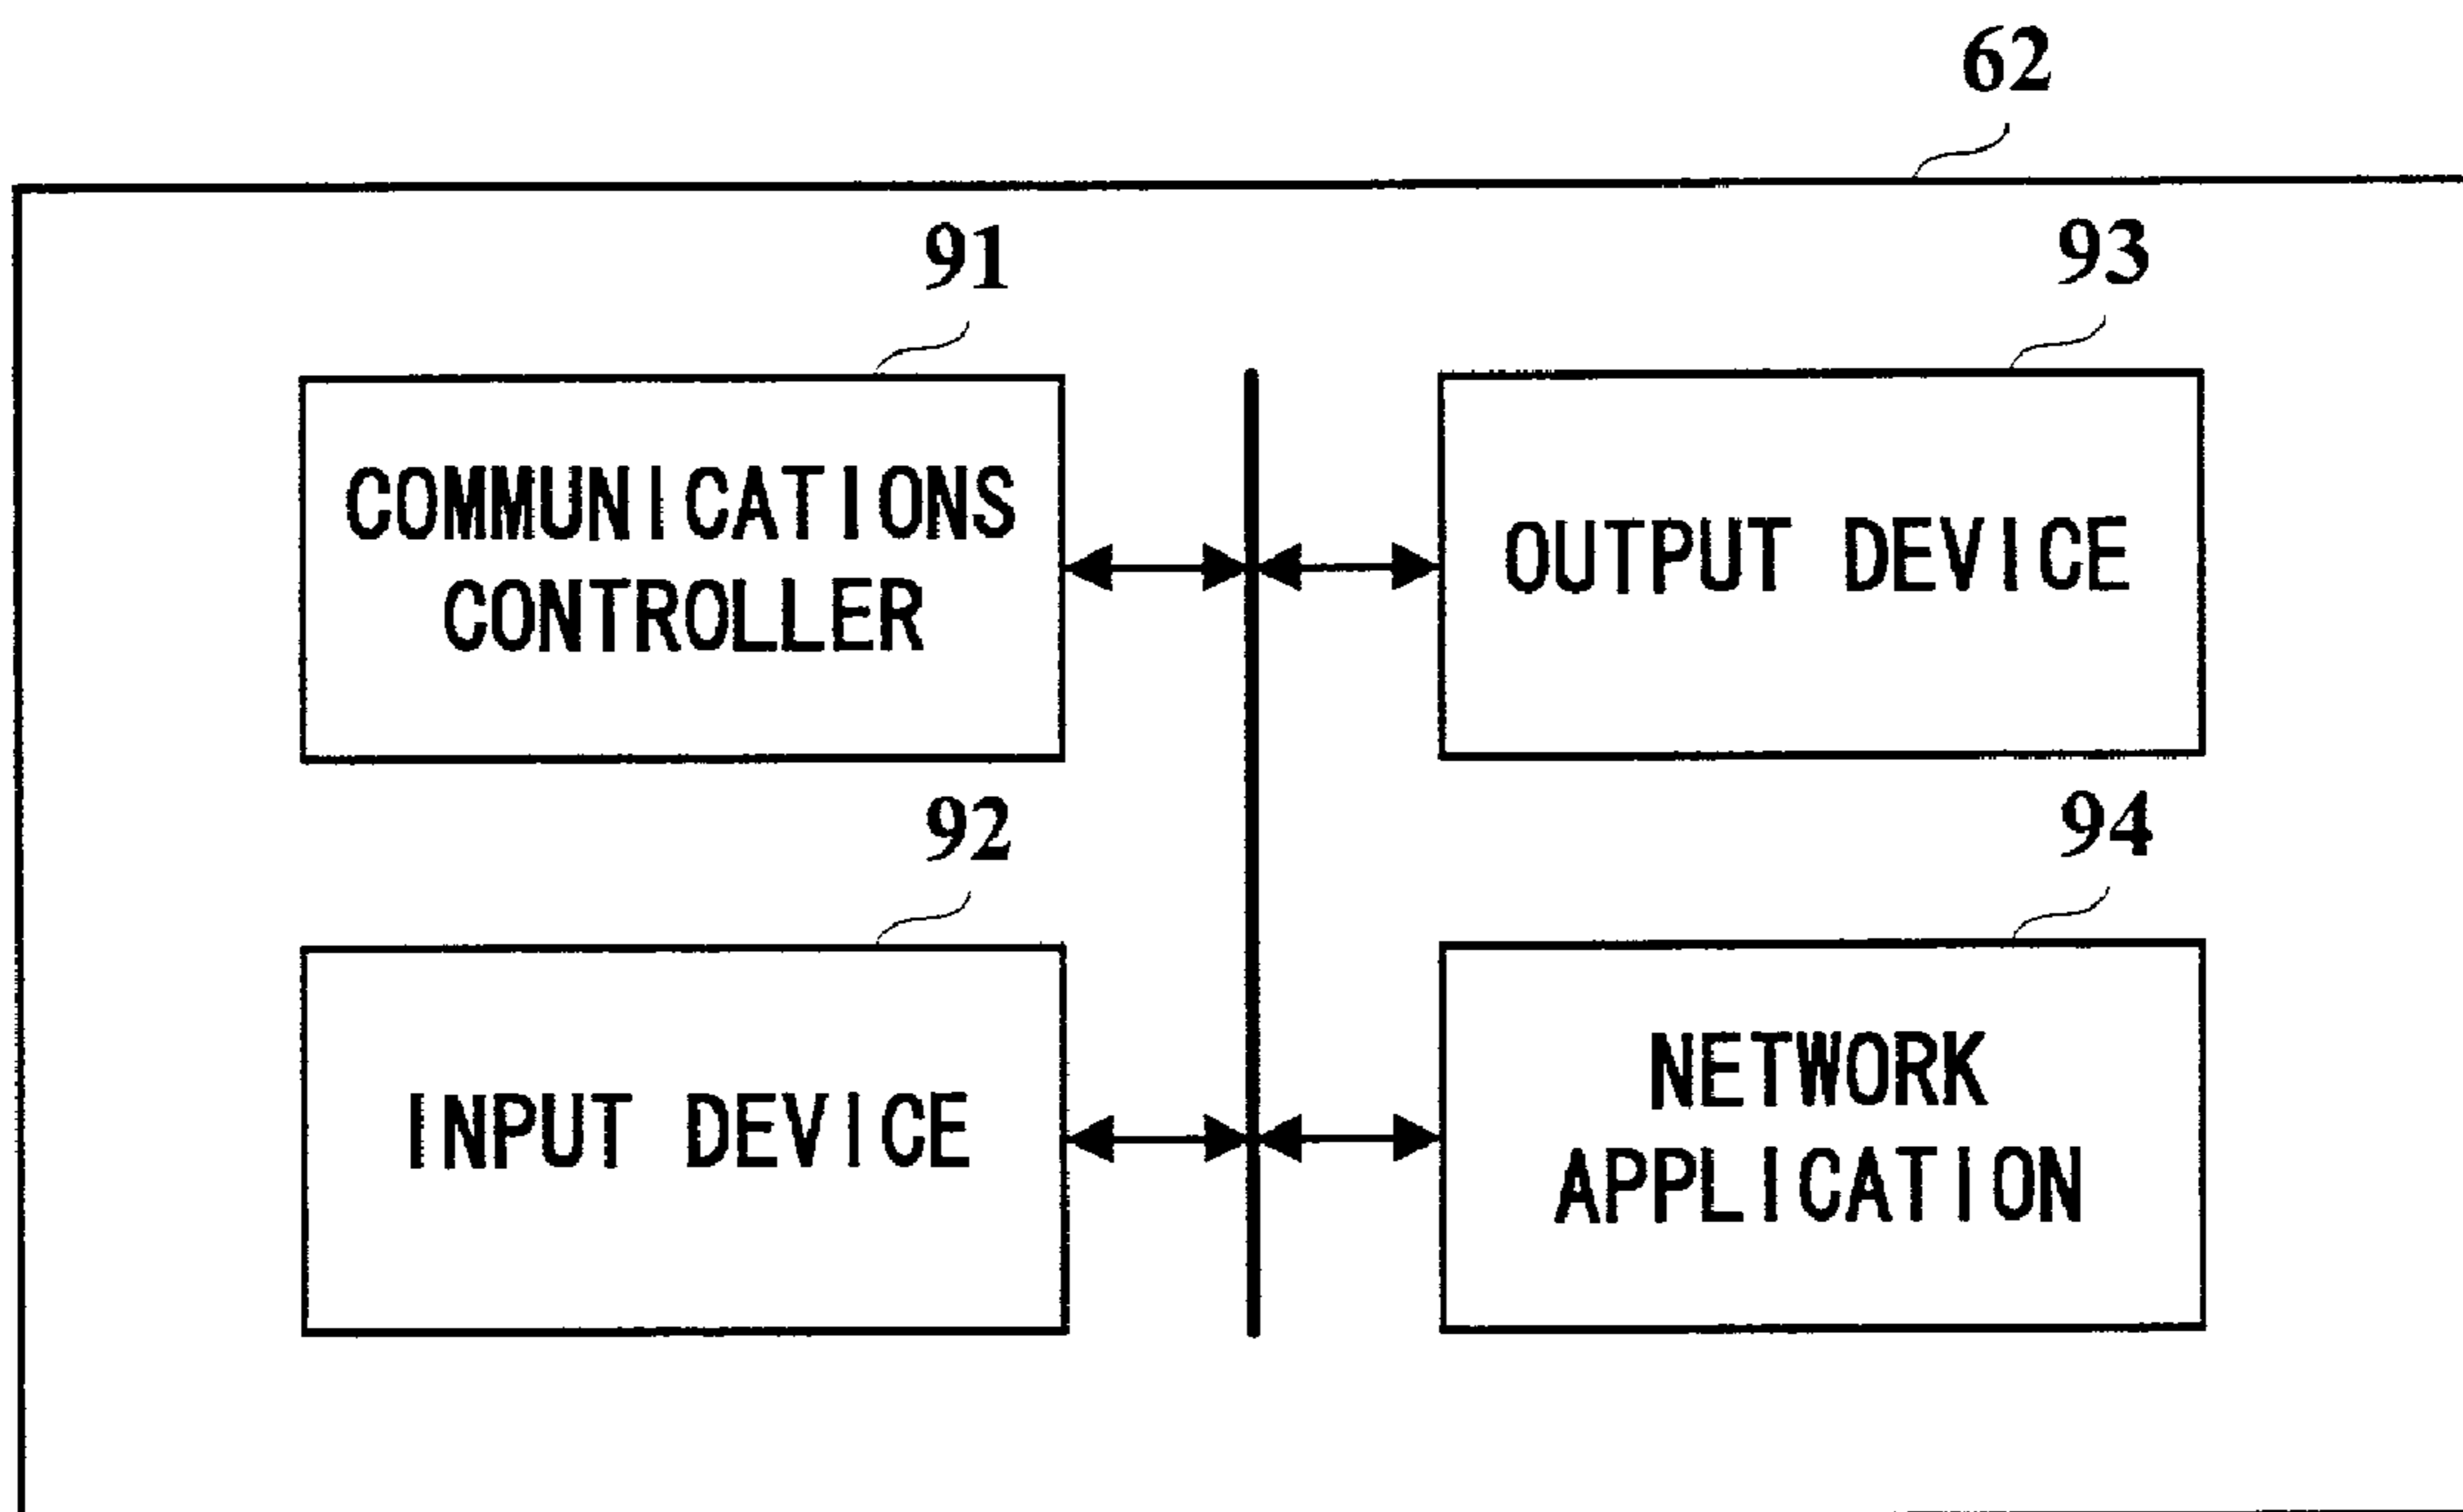 62
91
93
COMMUNICATIONS
CONTROLLER
OUTPUT DEVICE
92
94
INPUT DEVICE
NETWORK
APPLICATION